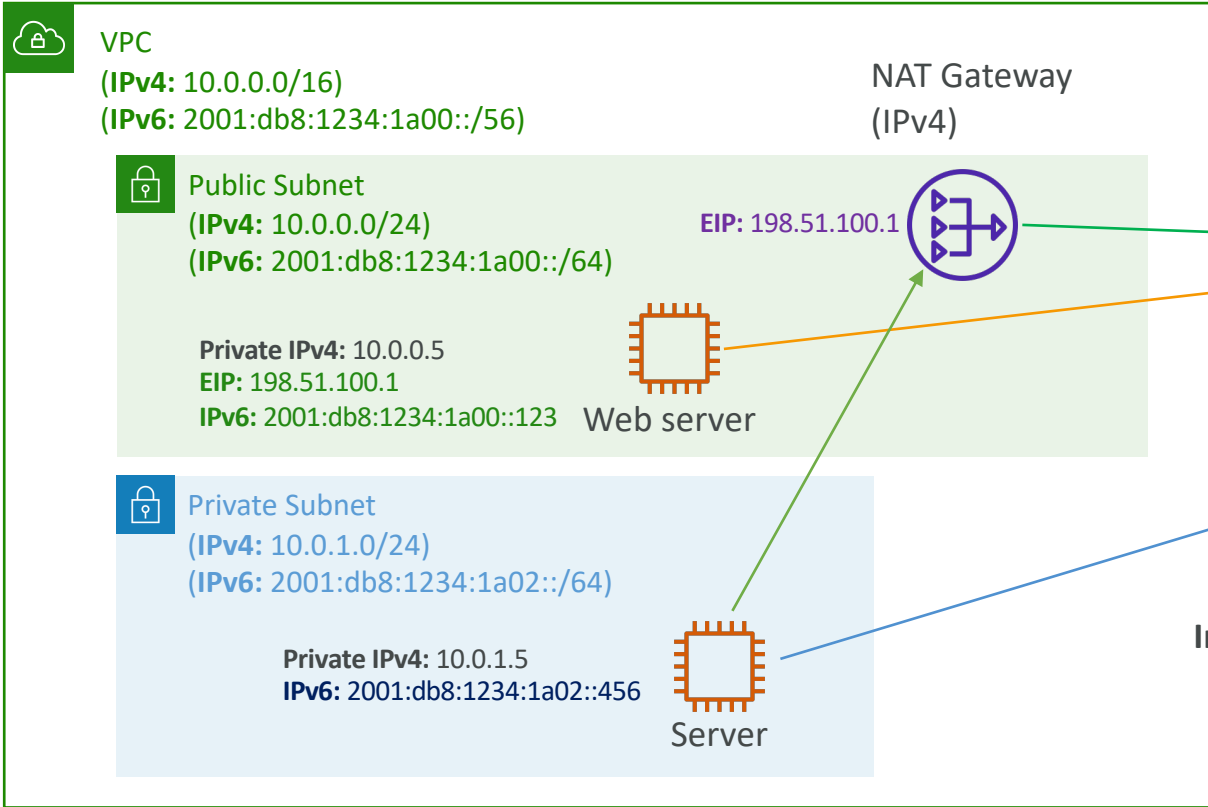 VPC
(IPv4: 10.0.0.0/16)
(IPv6: 2001:db8:1234:1a00::/56)
NAT Gateway
(IPv4)
Public Subnet
(IPv4: 10.0.0.0/24)
(IPv6: 2001:db8:1234:1a00::/64)
EIP: 198.51.100.1
Private IPv4: 10.0.0.5
EIP: 198.51.100.1
IPv6: 2001:db8:1234:1a00::123
Web server
Private Subnet
(IPv4: 10.0.1.0/24)
(IPv6: 2001:db8:1234:1a02::/64)
Private IPv4: 10.0.1.5
IPv6: 2001:db8:1234:1a02::456
Server